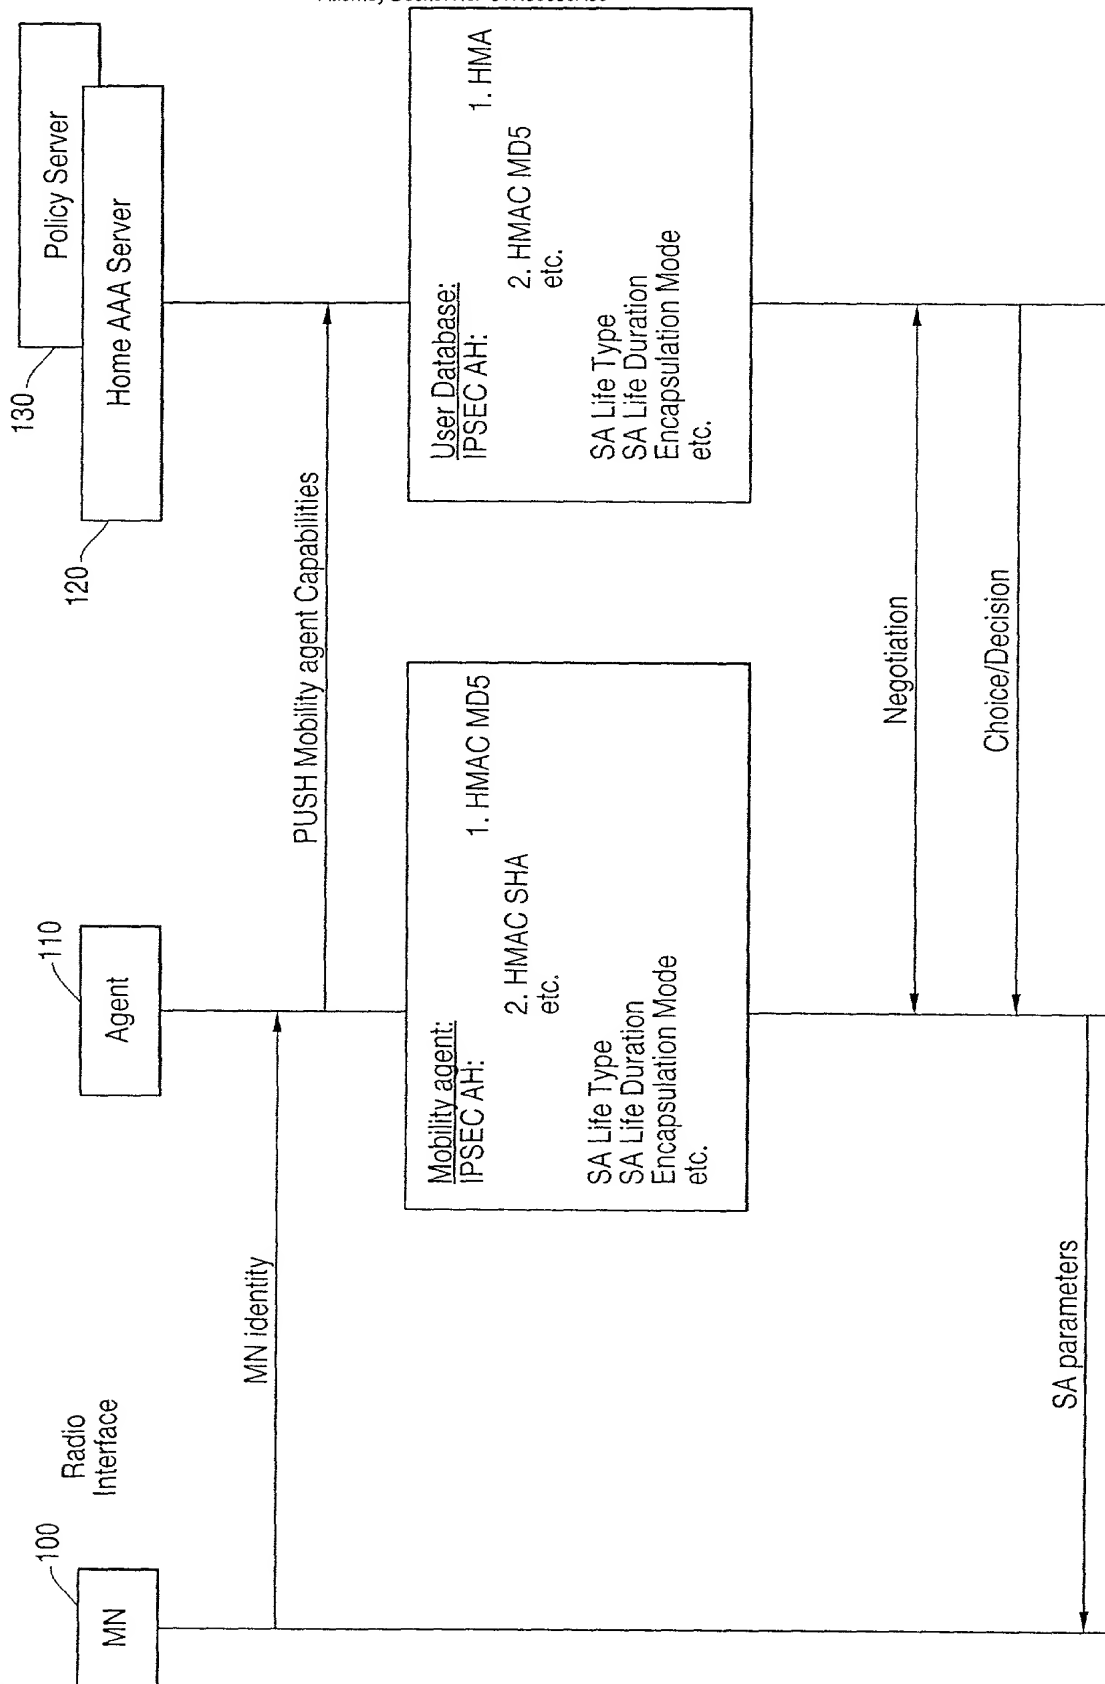 MN
100
Radio
Interface
Agent
110
Policy Server
130
Home AAA Server
120
MN identity
PUSH Mobility agent Capabilities
Mobility agent:
IPSEC AH:
1. HMAC MD5
2. HMAC SHA
etc.
SA Life Type
SA Life Duration
Encapsulation Mode
etc.
User Database:
IPSEC AH:
1. HMA
2. HMAC MD5
etc.
SA Life Type
SA Life Duration
Encapsulation Mode
etc.
Negotiation
Choice/Decision
SA parameters